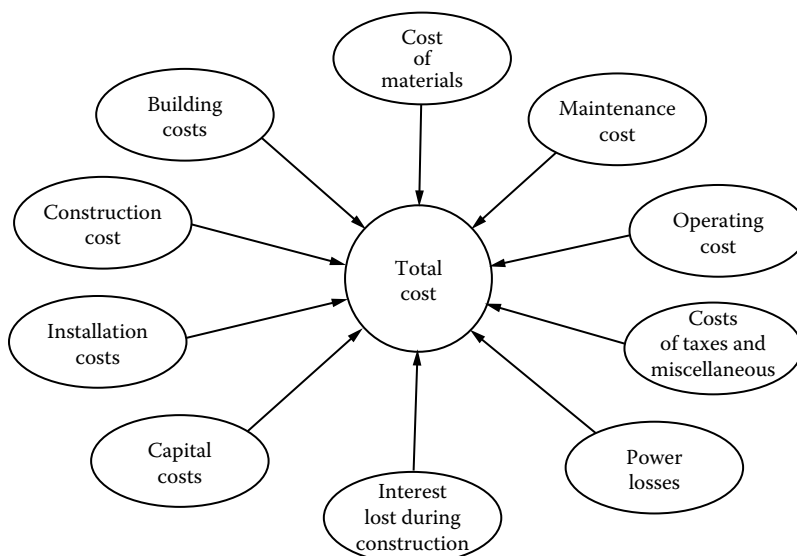 Cost
of
materials
Building
costs
Maintenance
cost
Construction
cost
Operating
cost
Total
cost
Installation
costs
Costs
of taxes and
miscellaneous
Capital
costs
Power
losses
Interest
lost during
construction